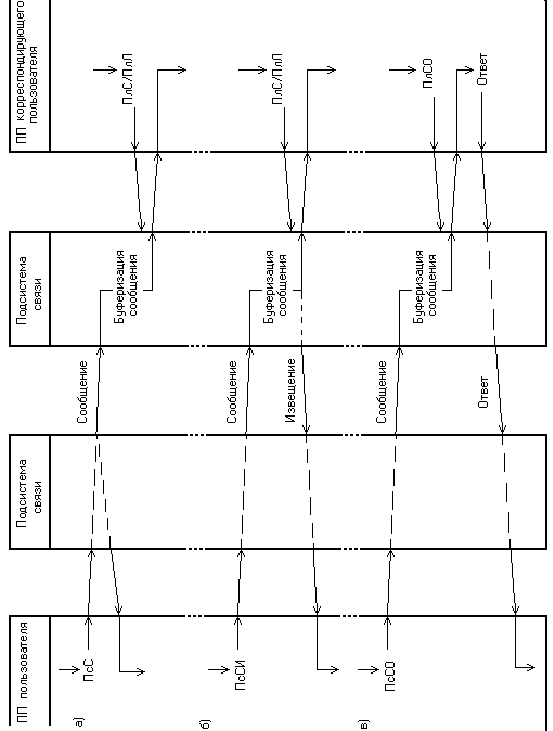 ПП пользователя
Подсистема
связи
Подсистема
связи
ПП корреспондирующего
пользователя
а)
ПсС
Сообщение
Буферизация
сообщения
ПлС/ПлП
б)
ПсСИ
Сообщение
Извещение
Буферизация
сообщения
ПлС/ПлП
в)
ПсСО
Сообщение
Ответ
Буферизация
сообщения
ПлСО
Ответ